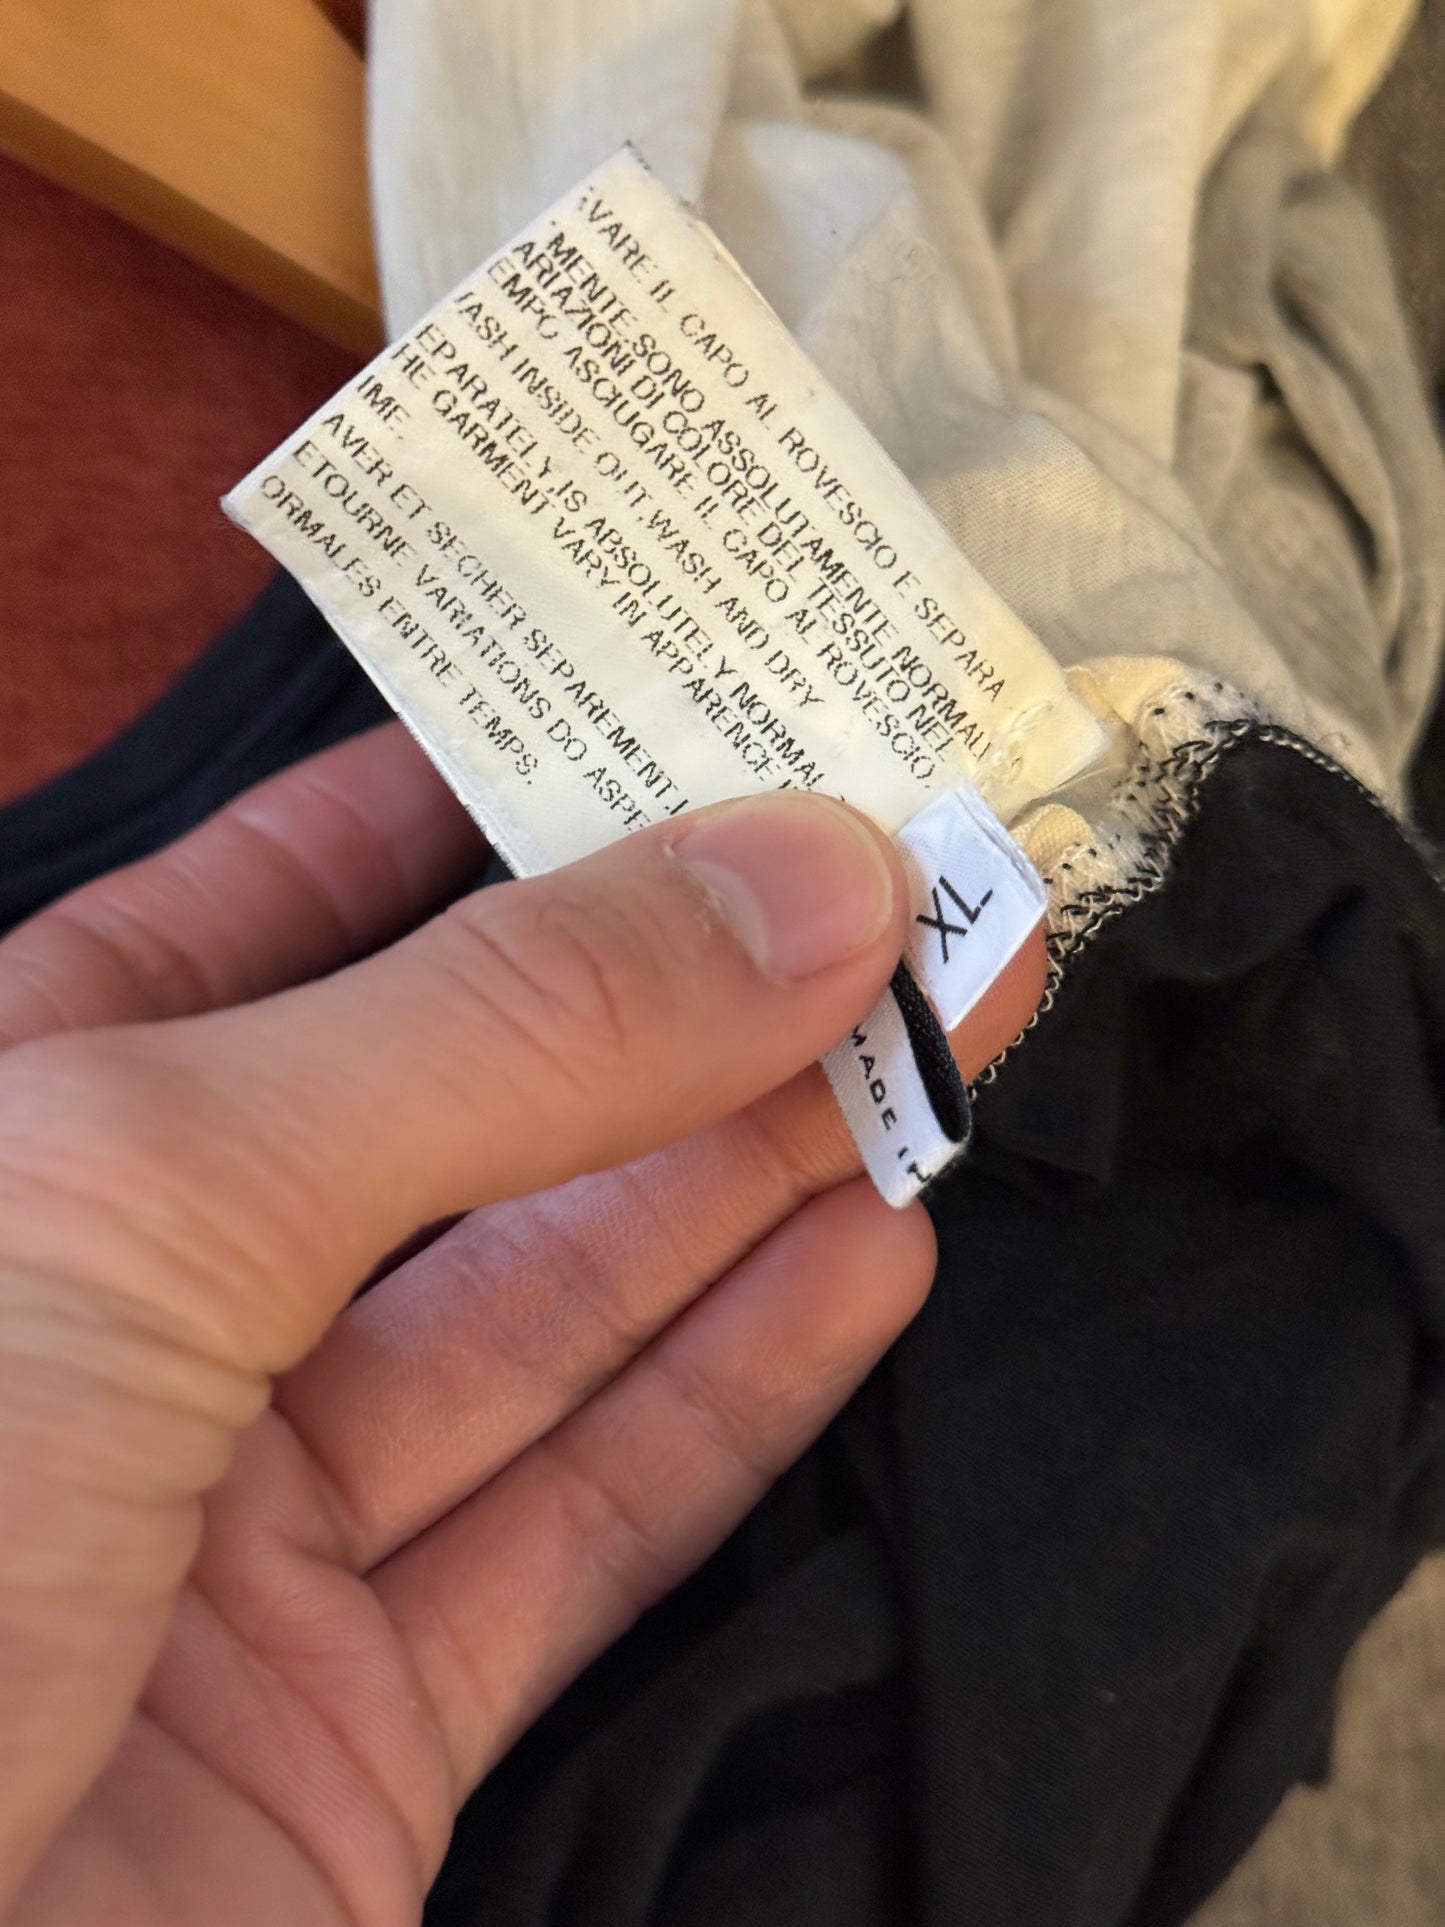 VARE IL CAPO AL ROVESCIO E SEPARA
MENTE.SONO ASSOLUTAMENTE NORMALI
ARIAZIONI DI COLORE DEL TESSUTO NEL
EMPO ASCIUGARE IL CAPO AL ROVESCIO.
ASH INSIDE OUT,WASH AND DRY
EPARATELY.IS ABSOLUTELY NORMAL
HE GARMENT VARY IN APPARENCE
IME.
AVER ET SECHER SEPAREMENT.
ETOURNE VARIATIONS DO ASPE
ORMALES ENTRE TEMPS.
XL
MADE IN